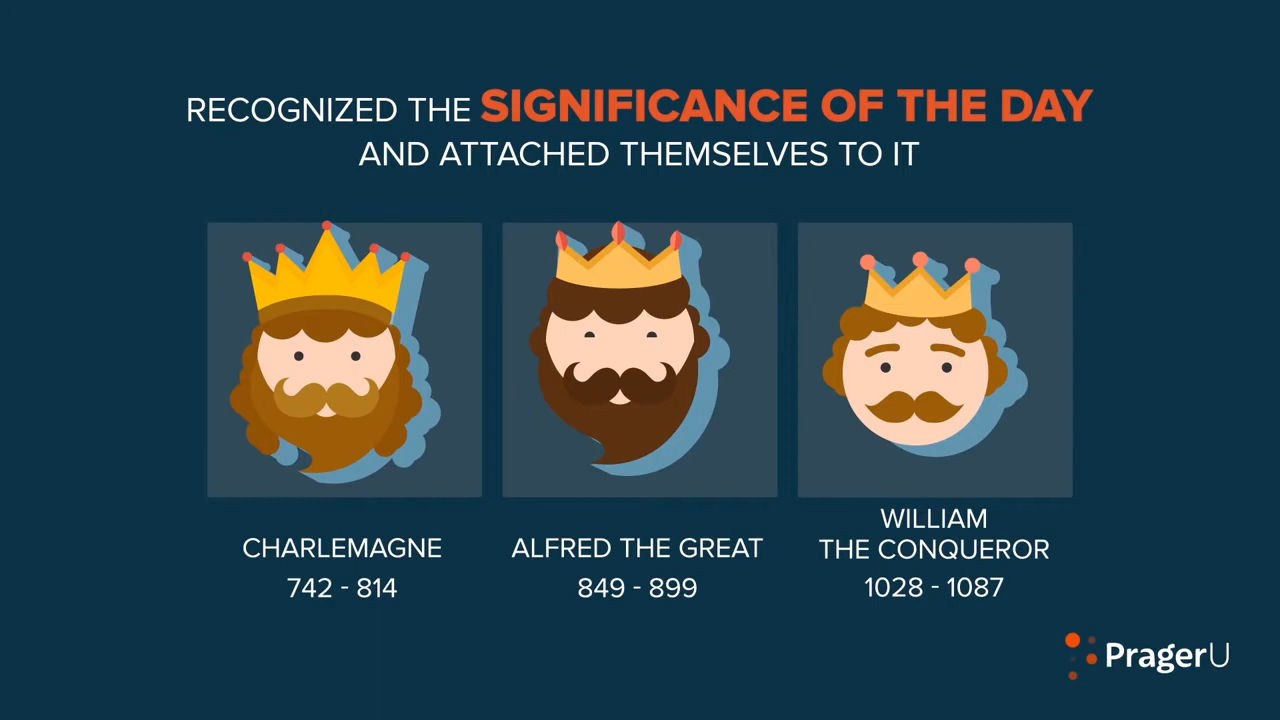 RECOGNIZED THE SIGNIFICANCE OF THE DAY
AND ATTACHED THEMSELVES TO IT
CHARLEMAGNE
742 - 814
ALFRED THE GREAT
849 - 899
WILLIAM
THE CONQUEROR
1028 - 1087
PragerU